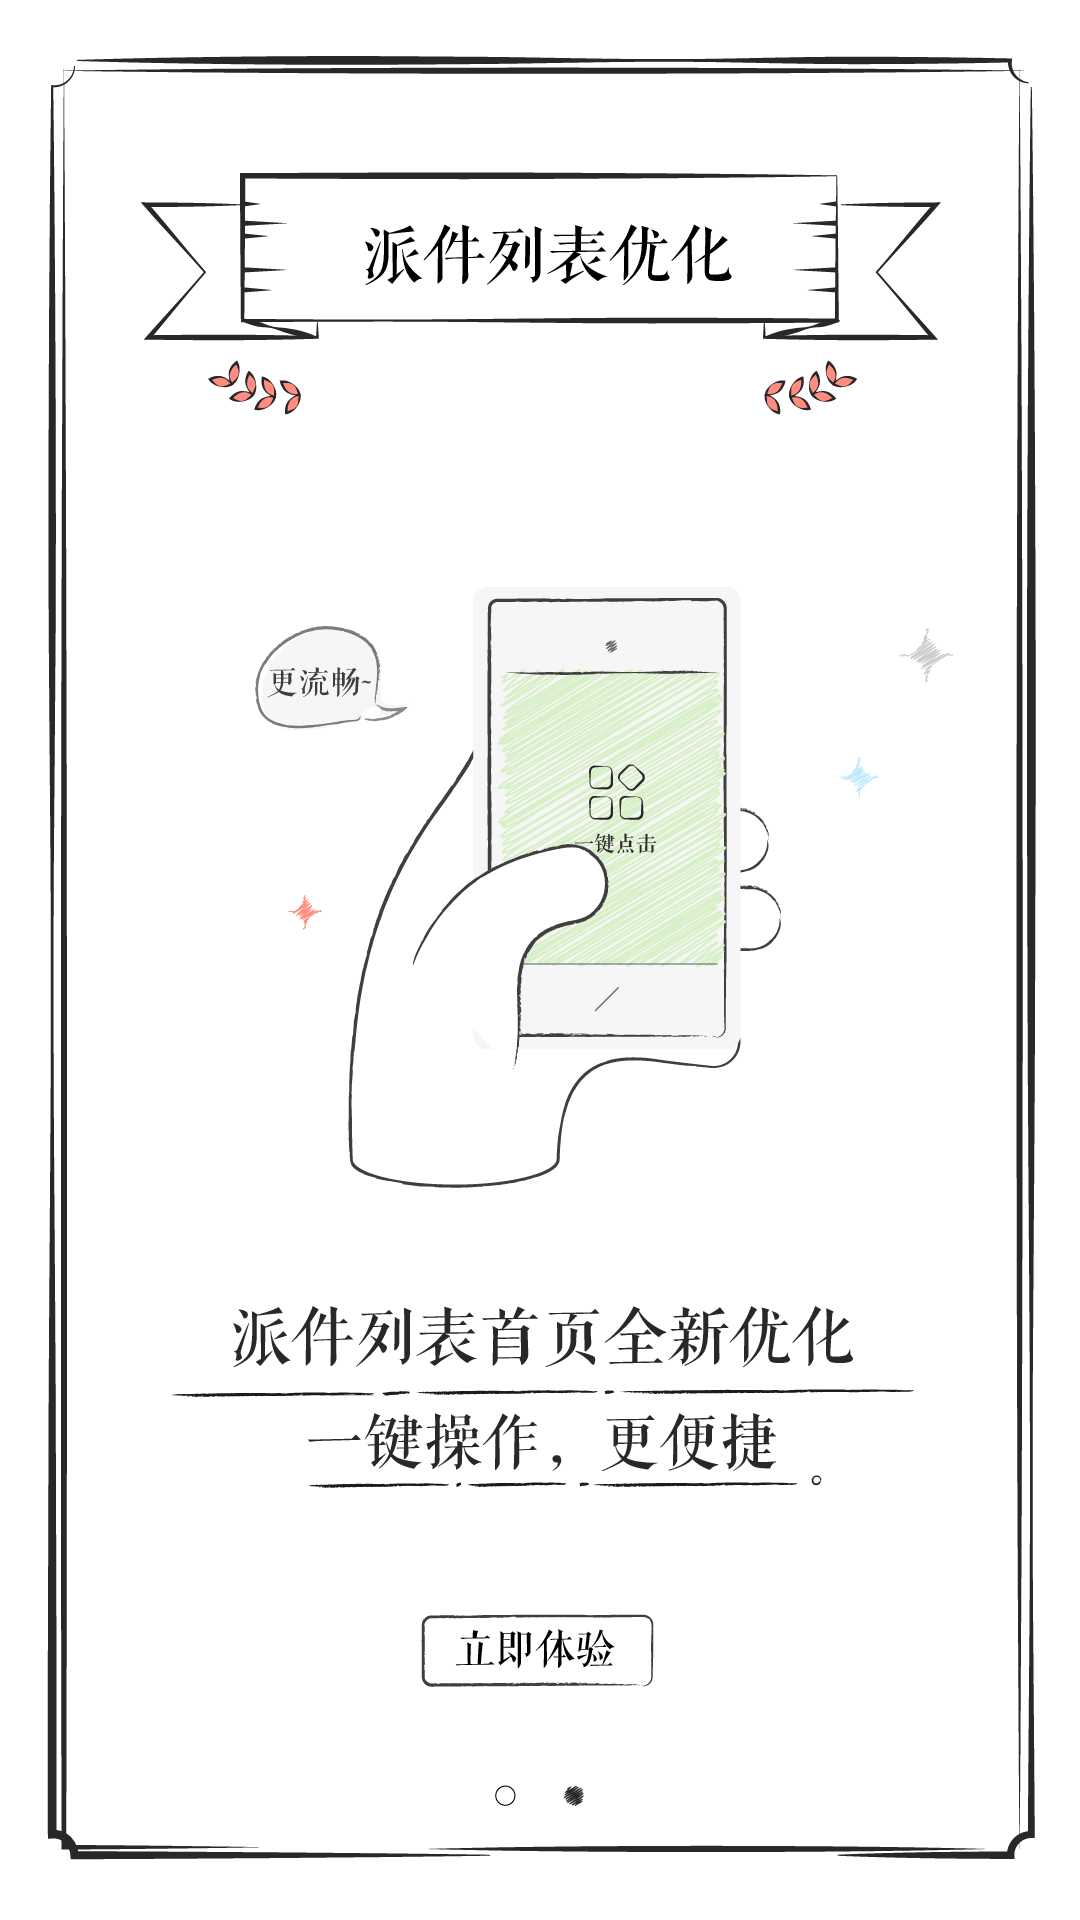 派件列表优化
更流畅~
一键点击
派件列表首页全新优化
一键操作，更便捷。
立即体验